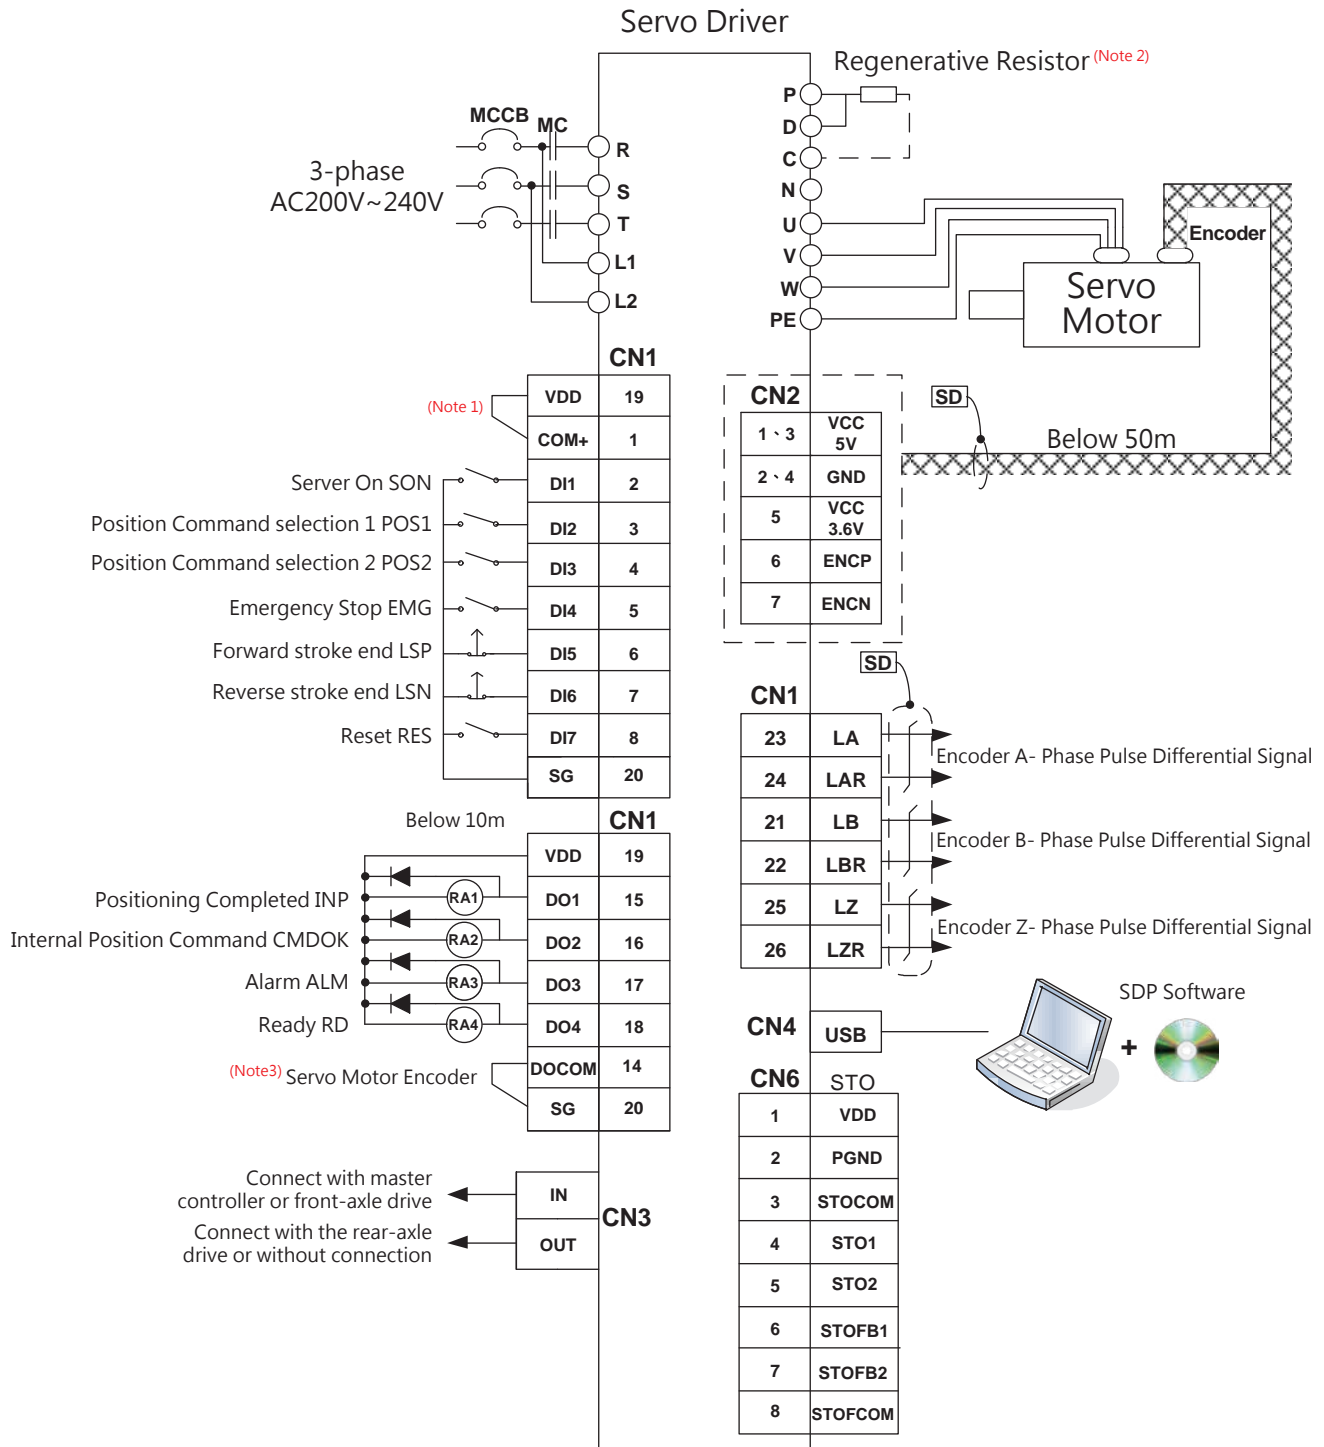 Servo Driver
Regenerative Resistor (Note 2)
MCCB
MC
3-phase
AC200V~240V
R
S
T
L1
L2
P
D
C
N
U
V
W
PE
Encoder
Servo
Motor
CN1
(Note 1)
VDD 19
COM+ 1
Server On SON DI1 2
Position Command selection 1 POS1 DI2 3
Position Command selection 2 POS2 DI3 4
Emergency Stop EMG DI4 5
Forward stroke end LSP DI5 6
Reverse stroke end LSN DI6 7
Reset RES DI7 8
SG 20
Below 10m
CN1
VDD 19
Positioning Completed INP RA1 DO1 15
Internal Position Command CMDOK RA2 DO2 16
Alarm ALM RA3 DO3 17
Ready RD RA4 DO4 18
(Note3) Servo Motor Encoder DOCOM 14
SG 20
Connect with master
controller or front-axle drive
IN
Connect with the rear-axle
drive or without connection
OUT
CN3
CN2
1、3 VCC
5V
2、4 GND
5 VCC
3.6V
6 ENCP
7 ENCN
SD
Below 50m
SD
CN1
23 LA
24 LAR
Encoder A- Phase Pulse Differential Signal
21 LB
22 LBR
Encoder B- Phase Pulse Differential Signal
25 LZ
26 LZR
Encoder Z- Phase Pulse Differential Signal
CN4 USB
SDP Software
+
CN6 STO
1 VDD
2 PGND
3 STOCOM
4 STO1
5 STO2
6 STOFB1
7 STOFB2
8 STOFCOM